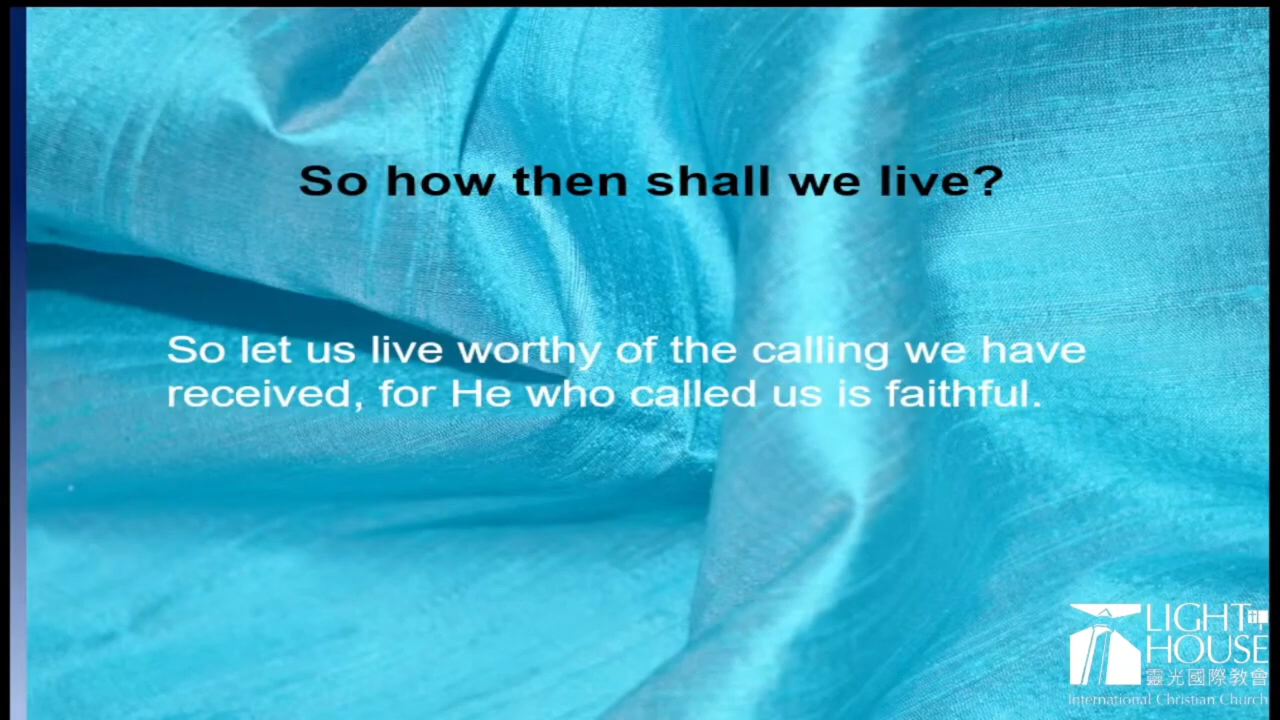 So how then shall we live?
So let us live worthy of the calling we have
received, for He who called us is faithful.
LIGHT
HOUSE
靈光國際教會
International Christian Church